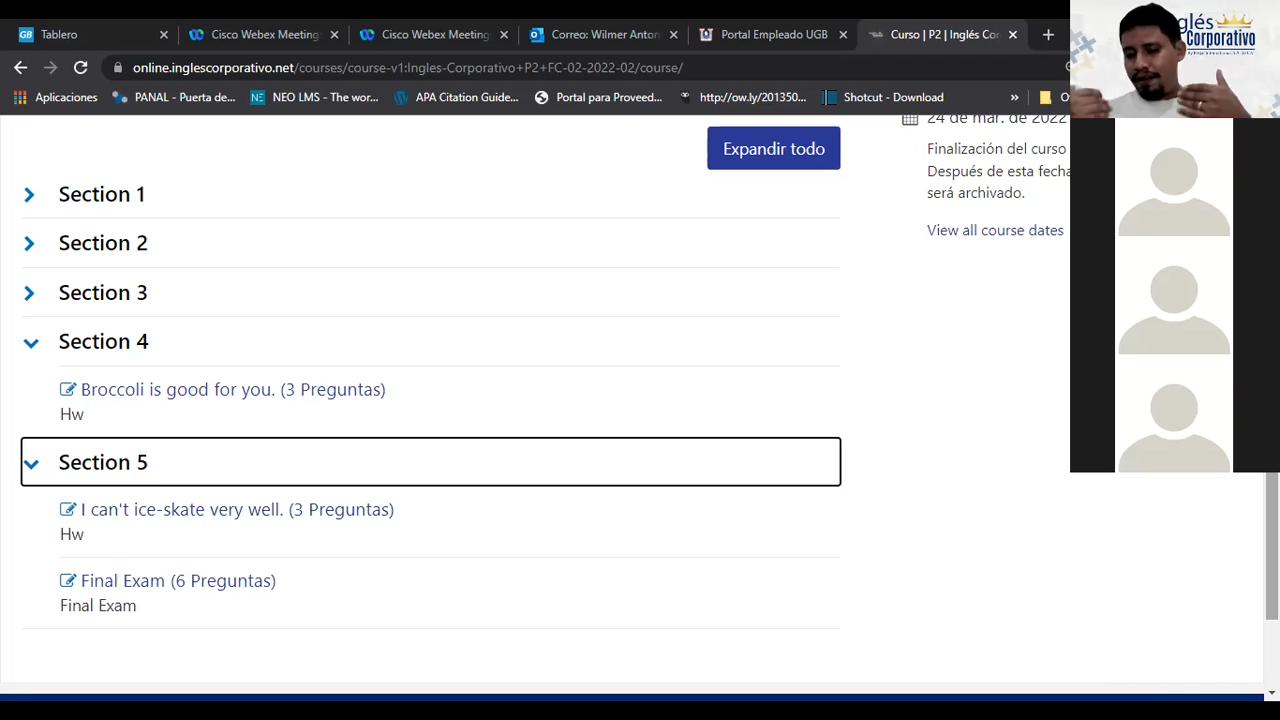 Tablero
Cisco Webex Meeting
Cisco Webex Meeting
Correo: Wilmer Anton
Portal Empleado UGB
Curso | P2 | Inglés Cor
online.inglescorporativo.net/courses/course-v1:Ingles-Corporativo+P2+FC-02-2022-02/course/
Aplicaciones
PANAL - Puerta de...
NEO LMS - The wor...
APA Citation Guide...
Portal para Proveed...
http://ow.ly/201350...
Shotcut - Download
»
glés
Corporativo
Expandir todo
24 de mar. de 2022
Finalización del curso
Después de esta fecha
será archivado.
View all course dates
Section 1
Section 2
Section 3
Section 4
Broccoli is good for you. (3 Preguntas)
Hw
Section 5
I can't ice-skate very well. (3 Preguntas)
Hw
Final Exam (6 Preguntas)
Final Exam